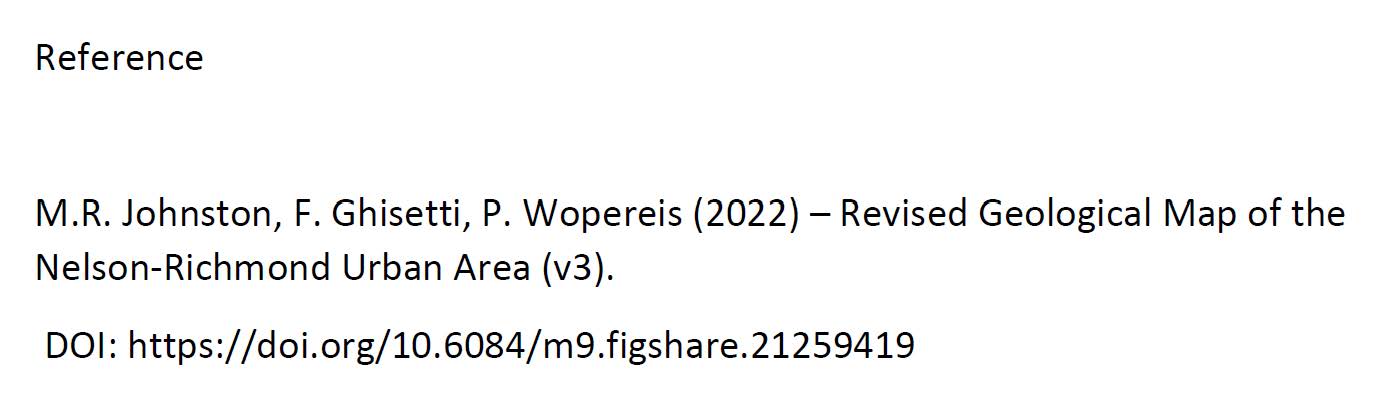 Reference
M.R. Johnston, F. Ghisetti, P. Wopereis (2022) – Revised Geological Map of the
Nelson-Richmond Urban Area (v3).
DOI: https://doi.org/10.6084/m9.figshare.21259419